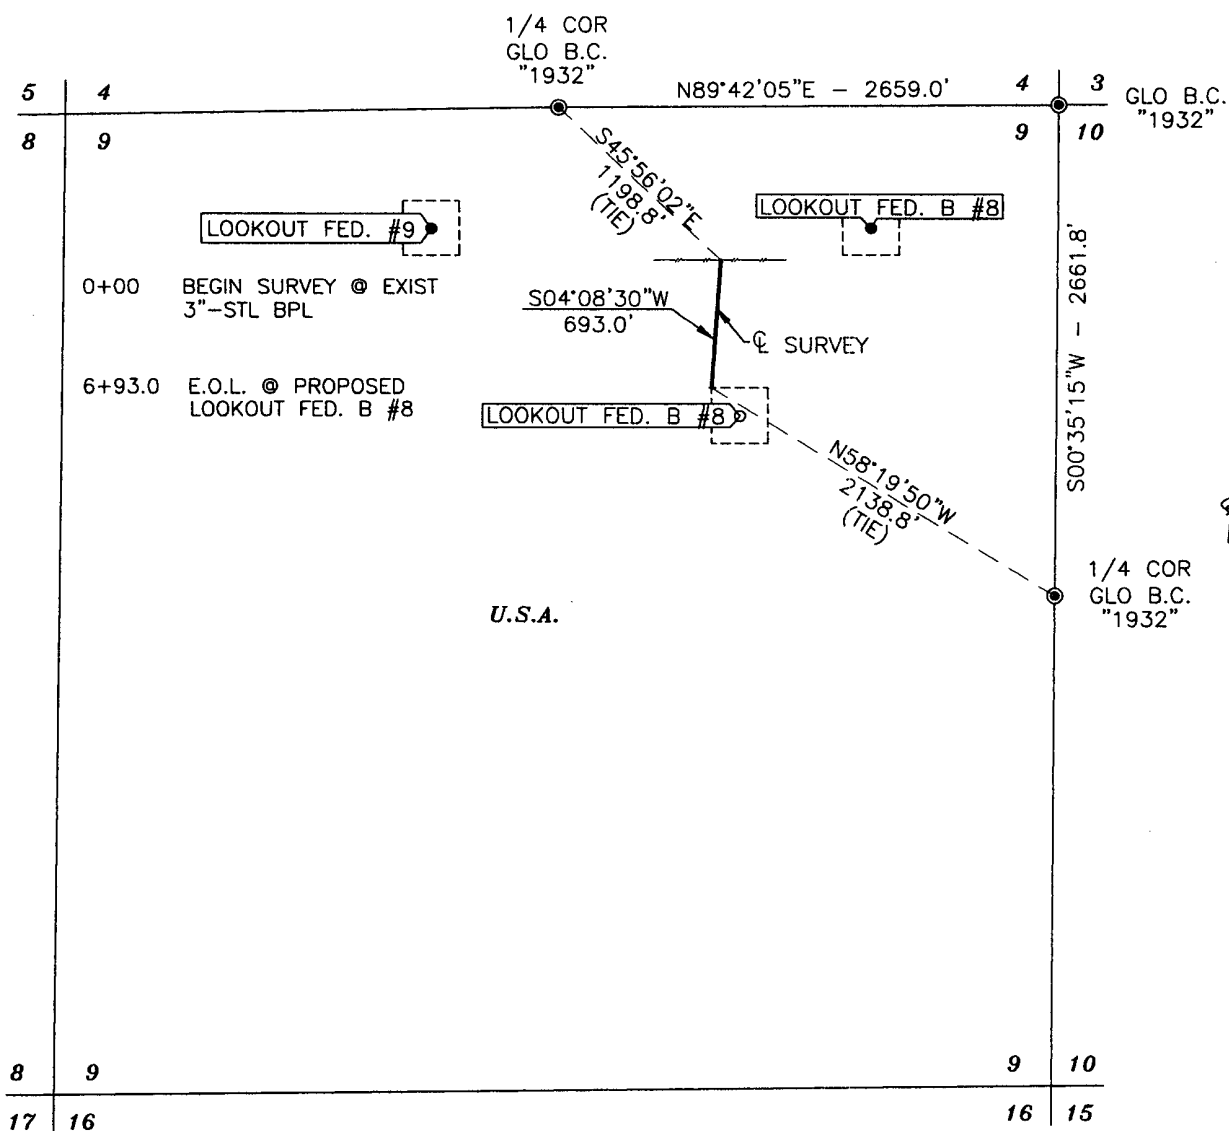 1/4 COR
GLO B.C.
"1932"
5 4
N89°42'05"E - 2659.0'
4 3
GLO B.C.
"1932"
8 9
9 10
S45°56'02"E
1198.8'
(TIE)
LOOKOUT FED. #9
LOOKOUT FED. B #8
S00°35'15"W - 2661.8'
0+00 BEGIN SURVEY @ EXIST
3"-STL BPL
S04°08'30"W
693.0'
℄ SURVEY
6+93.0 E.O.L. @ PROPOSED
LOOKOUT FED. B #8
LOOKOUT FED. B #8
N58°19'50"W
2138.8'
(TIE)
1/4 COR
GLO B.C.
"1932"
U.S.A.
8 9
9 10
17 16
16 15